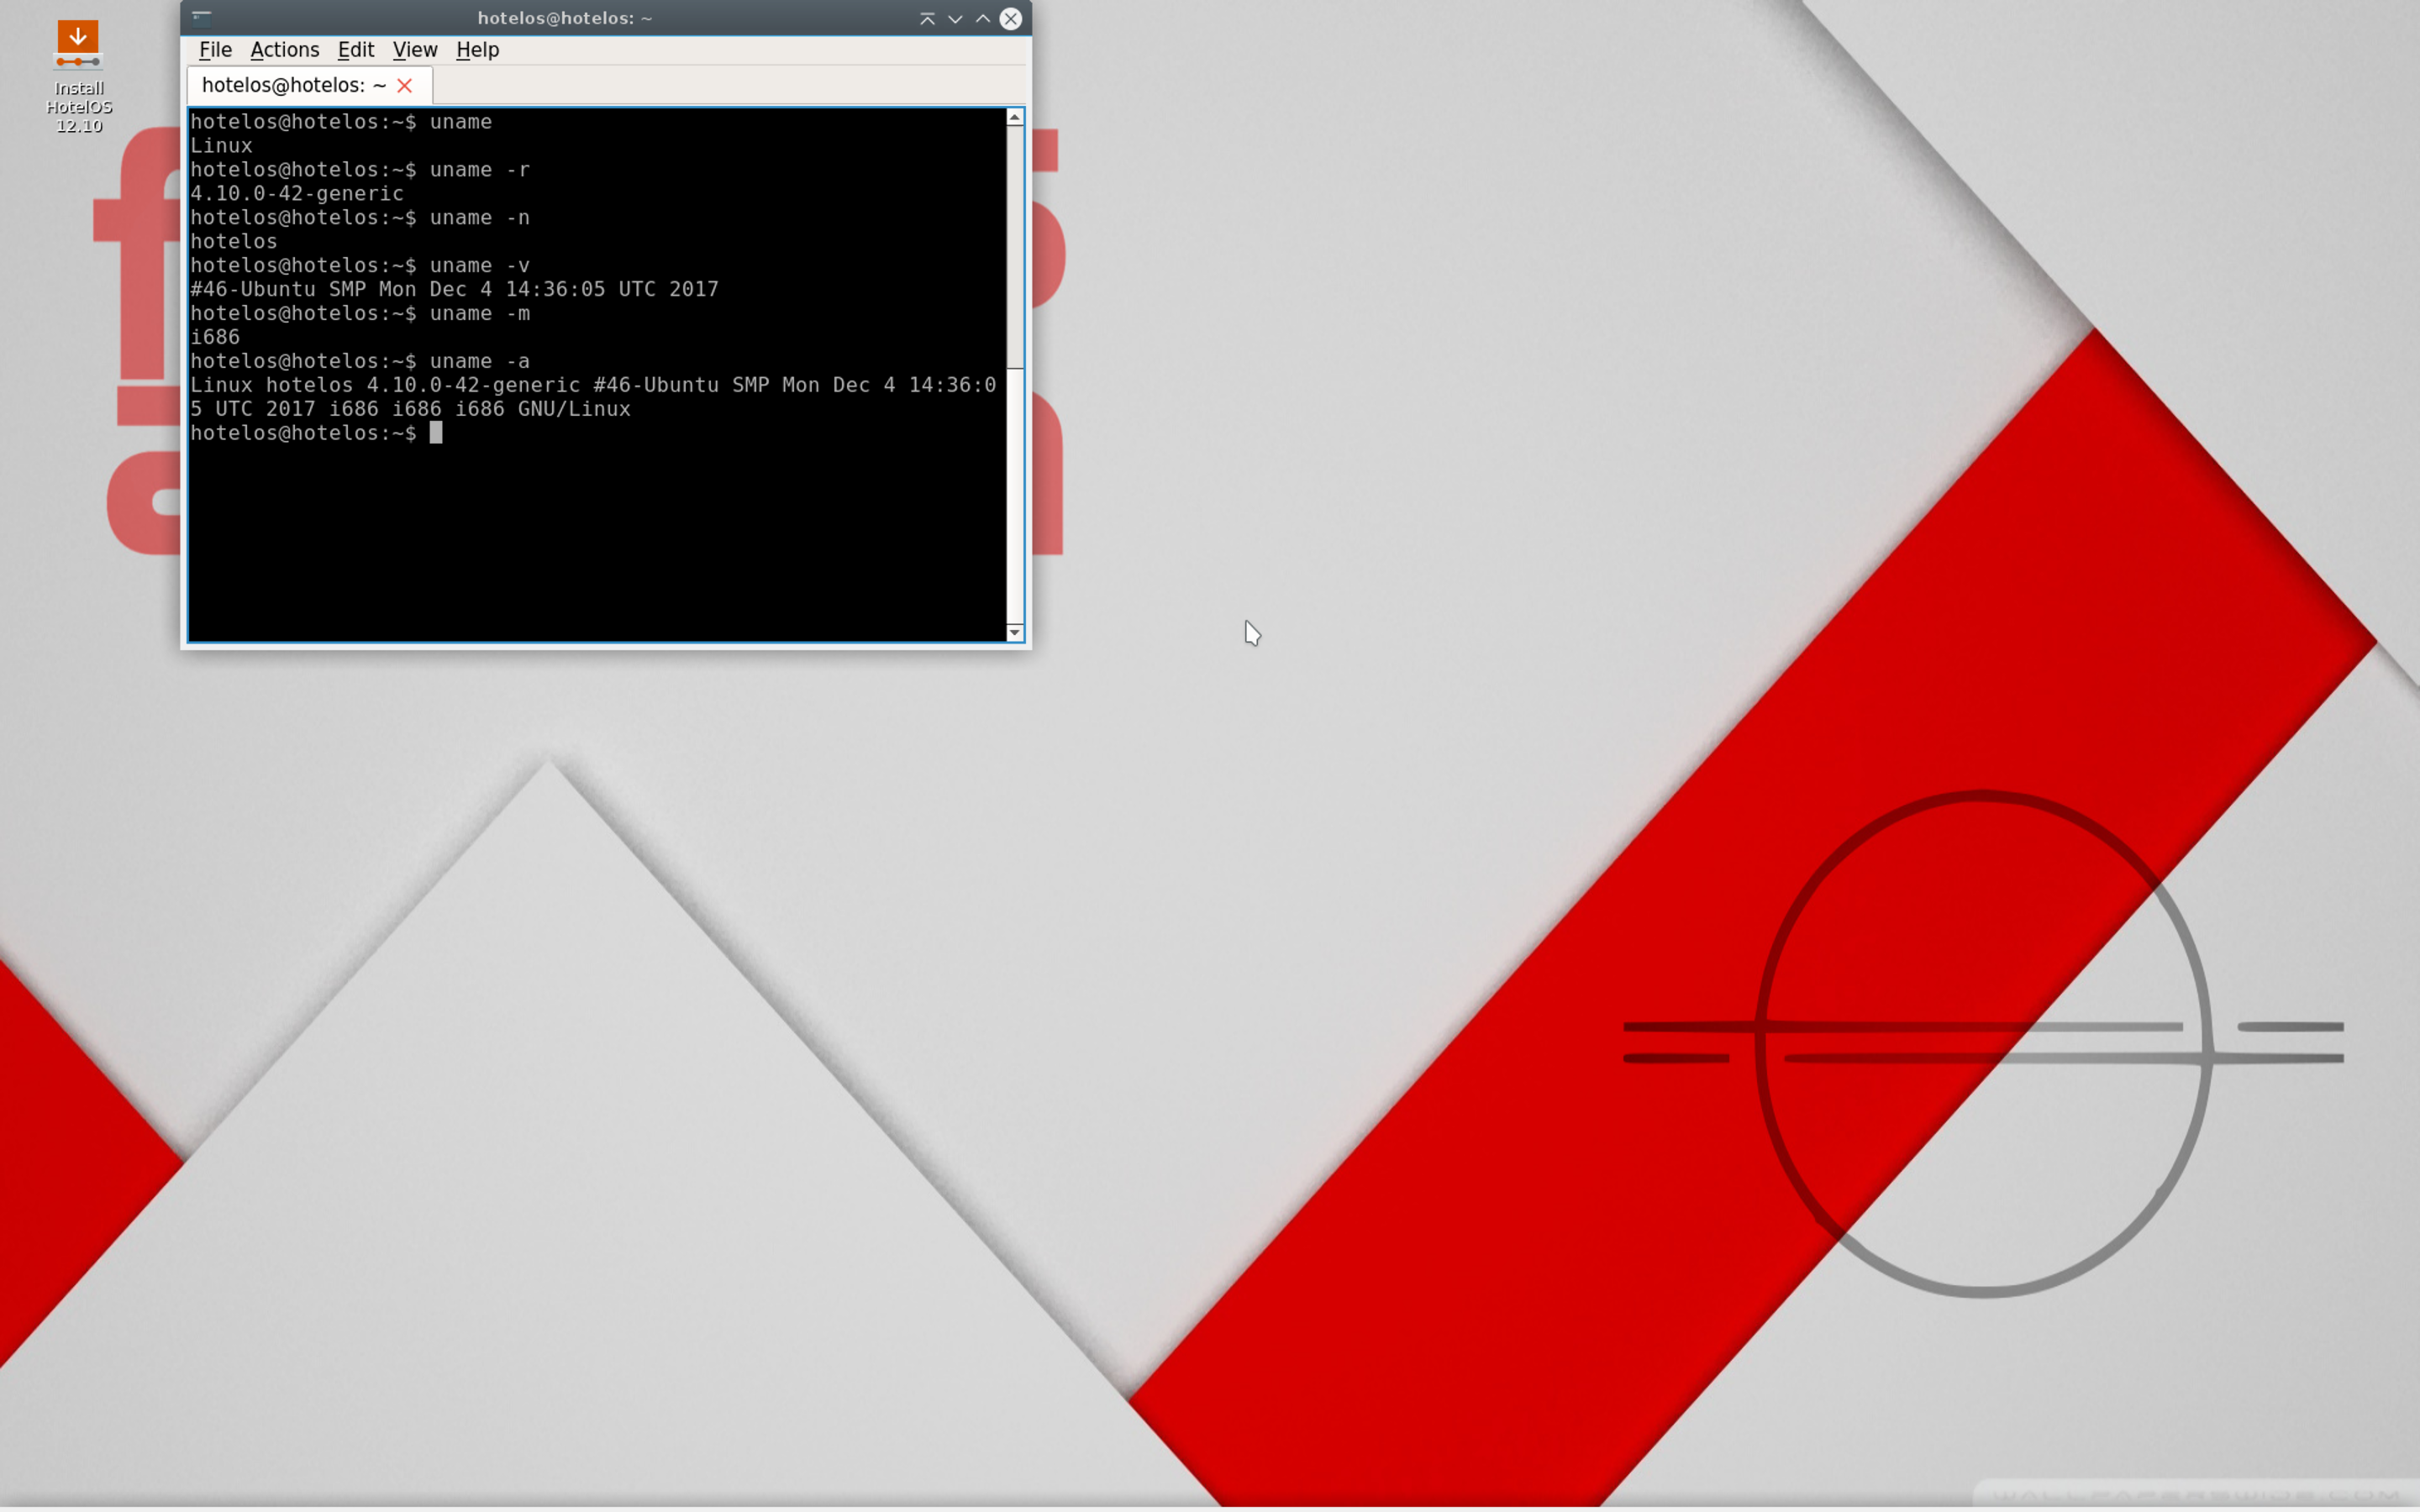 Install
HotelOS
12.10
hotelos@hotelos: ~
File Actions Edit View Help
hotelos@hotelos: ~
hotelos@hotelos:~$ uname
Linux
hotelos@hotelos:~$ uname -r
4.10.0-42-generic
hotelos@hotelos:~$ uname -n
hotelos
hotelos@hotelos:~$ uname -v
#46-Ubuntu SMP Mon Dec 4 14:36:05 UTC 2017
hotelos@hotelos:~$ uname -m
i686
hotelos@hotelos:~$ uname -a
Linux hotelos 4.10.0-42-generic #46-Ubuntu SMP Mon Dec 4 14:36:0
5 UTC 2017 i686 i686 i686 GNU/Linux
hotelos@hotelos:~$